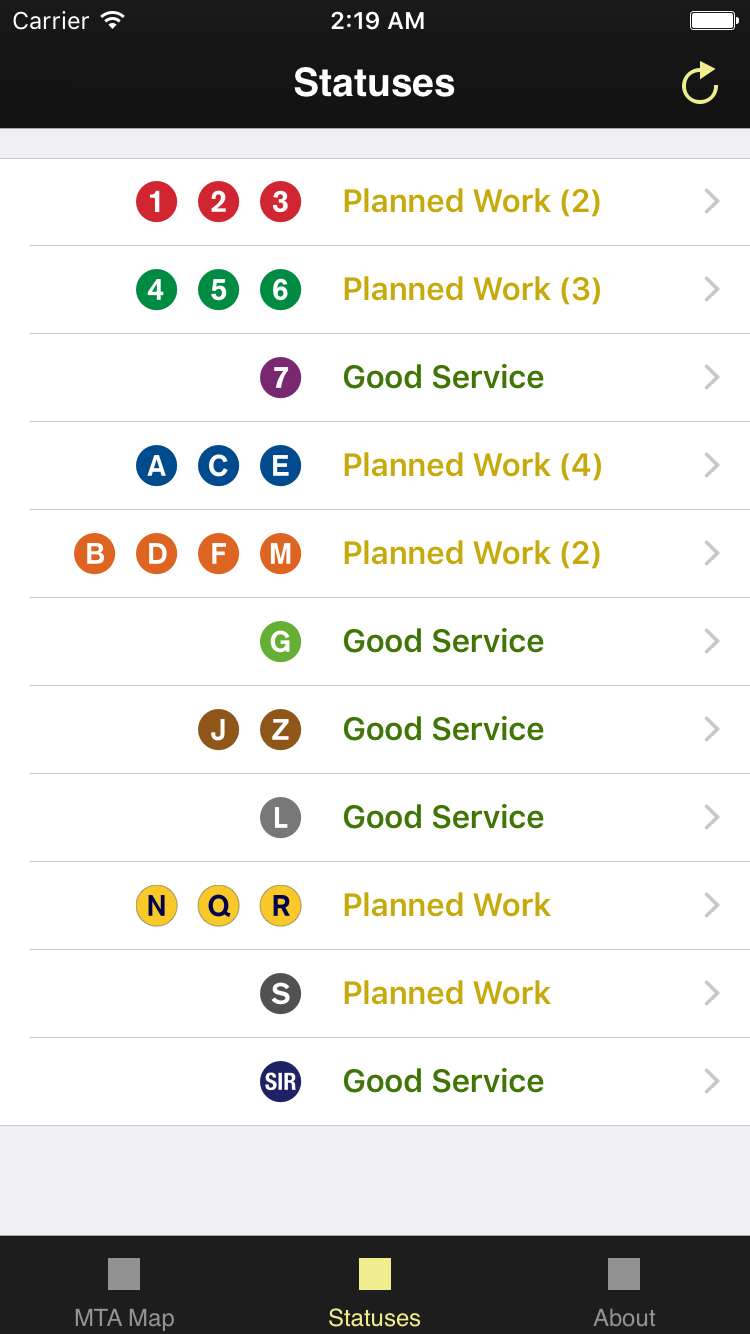 Carrier 2:19 AM
Statuses
1 2 3 Planned Work (2)
4 5 6 Planned Work (3)
7 Good Service
A C E Planned Work (4)
B D F M Planned Work (2)
G Good Service
J Z Good Service
L Good Service
N Q R Planned Work
S Planned Work
SIR Good Service
MTA Map Statuses About